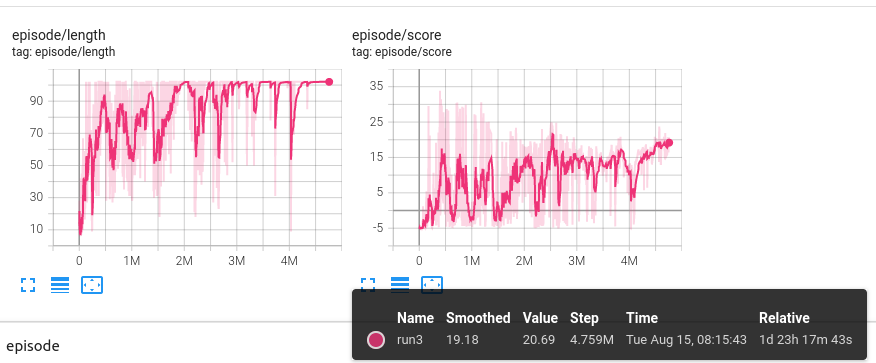 episode/length
tag: episode/length
90
70
50
30
10
0 1M 2M 3M 4M
episode/score
tag: episode/score
35
25
15
5
-5
0 1M 2M 3M 4M
Name Smoothed Value Step Time Relative
run3 19.18 20.69 4.759M Tue Aug 15, 08:15:43 1d 23h 17m 43s
episode